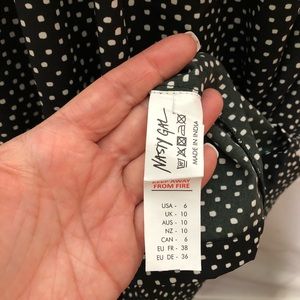 NASTY GAL
MADE IN INDIA
KEEP AWAY
FROM FIRE
USA - 6
UK - 10
AUS - 10
NZ - 10
CAN - 6
EU FR - 38
EU DE - 36